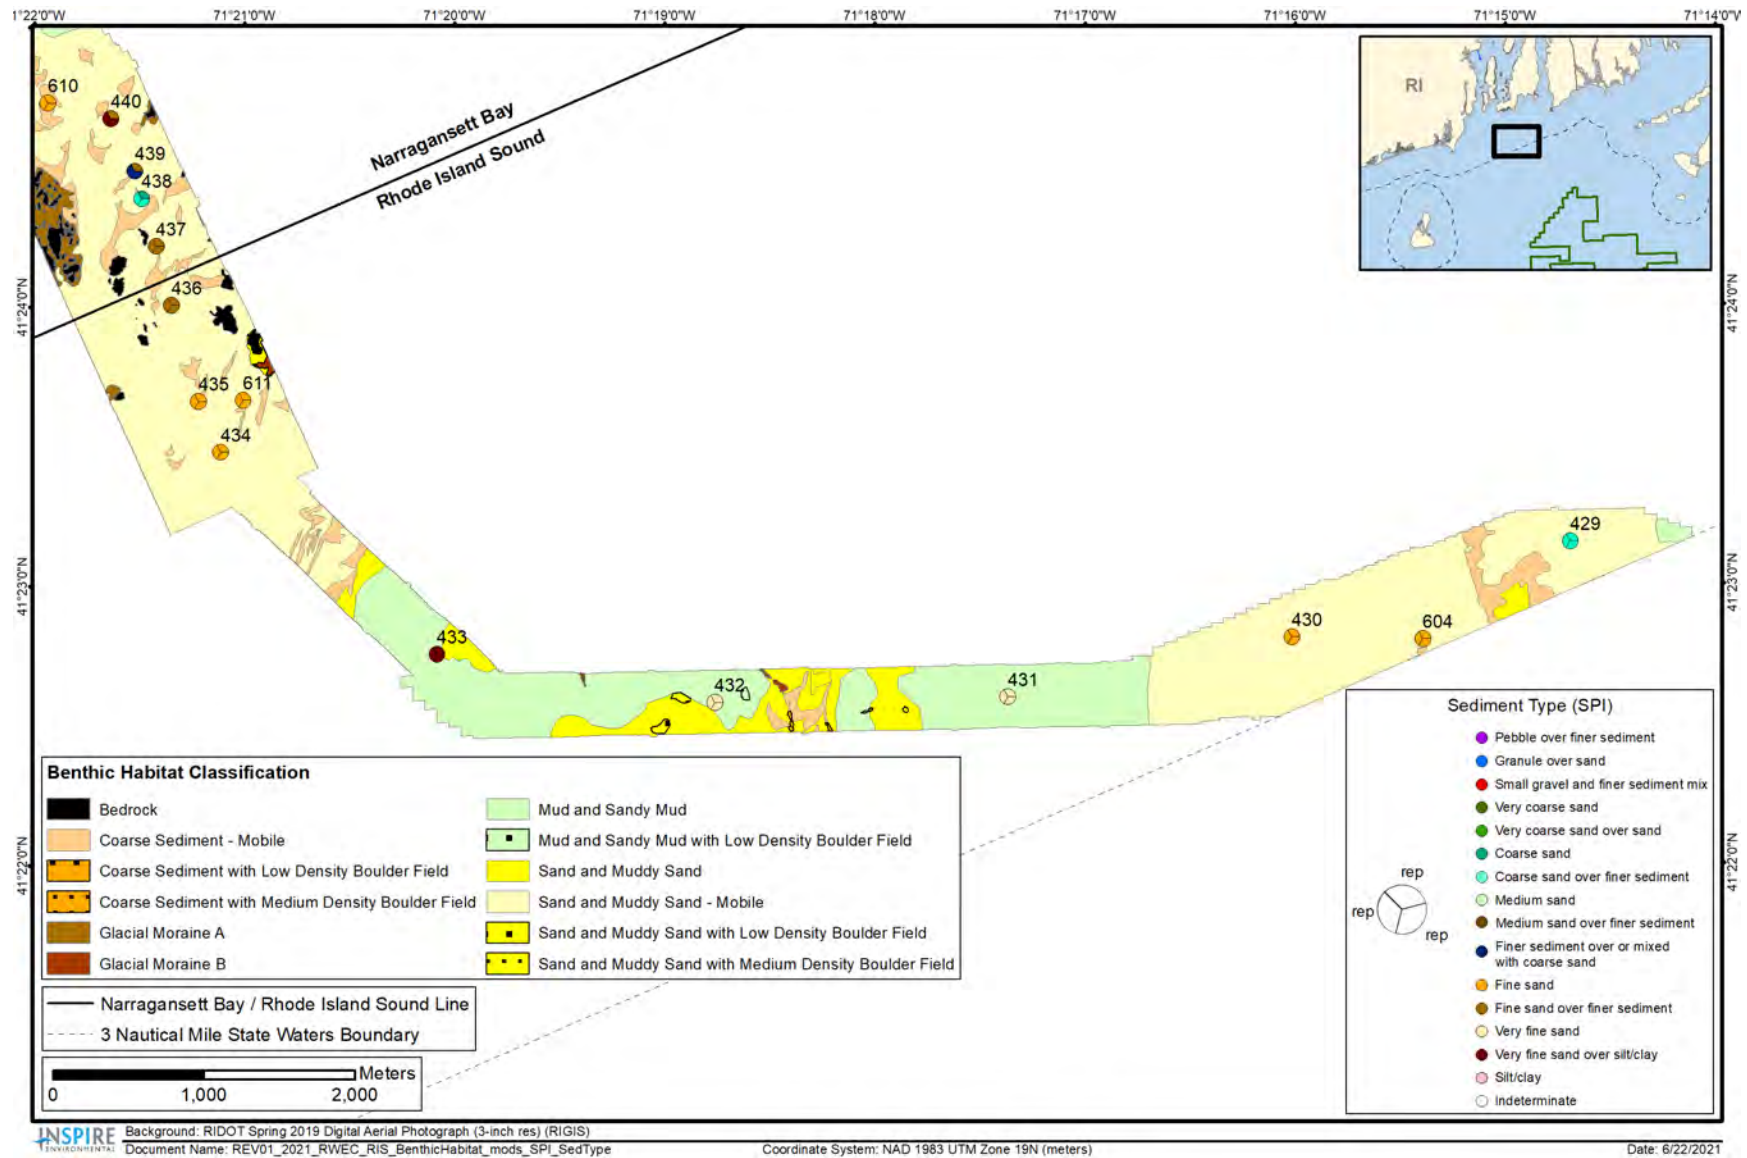 71°22'0"W 71°21'0"W 71°20'0"W 71°19'0"W 71°18'0"W 71°17'0"W 71°16'0"W 71°15'0"W 71°14'0"W
RI
610
440
439
438
437
436
435
611
434
Narragansett Bay
Rhode Island Sound
41°24'0"N 41°24'0"N
41°23'0"N 41°23'0"N
41°22'0"N 41°22'0"N
433
432
431
430
604
429
Benthic Habitat Classification
Bedrock
Coarse Sediment - Mobile
Coarse Sediment with Low Density Boulder Field
Coarse Sediment with Medium Density Boulder Field
Glacial Moraine A
Glacial Moraine B
Mud and Sandy Mud
Mud and Sandy Mud with Low Density Boulder Field
Sand and Muddy Sand
Sand and Muddy Sand - Mobile
Sand and Muddy Sand with Low Density Boulder Field
Sand and Muddy Sand with Medium Density Boulder Field
Narragansett Bay / Rhode Island Sound Line
3 Nautical Mile State Waters Boundary
Meters
0 1,000 2,000
Sediment Type (SPI)
rep
rep
rep
Pebble over finer sediment
Granule over sand
Small gravel and finer sediment mix
Very coarse sand
Very coarse sand over sand
Coarse sand
Coarse sand over finer sediment
Medium sand
Medium sand over finer sediment
Finer sediment over or mixed
with coarse sand
Fine sand
Fine sand over finer sediment
Very fine sand
Very fine sand over silt/clay
Silt/clay
Indeterminate
INSPIRE
ENVIRONMENTAL
Background: RIDOT Spring 2019 Digital Aerial Photograph (3-inch res) (RIGIS)
Document Name: REV01_2021_RWEC_RIS_BenthicHabitat_mods_SPI_SedType Coordinate System: NAD 1983 UTM Zone 19N (meters) Date: 6/22/2021